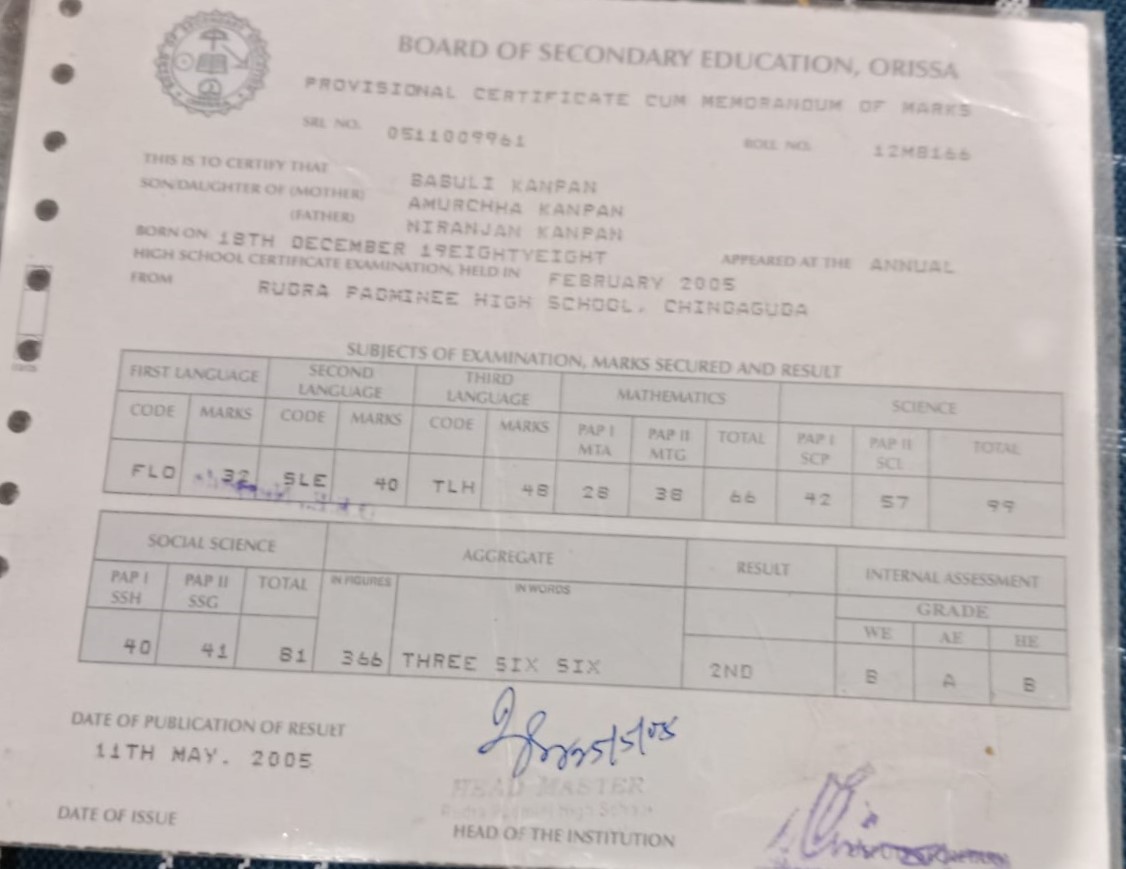 BOARD OF SECONDARY EDUCATION, ORISSA
PROVISIONAL CERTIFICATE CUM MEMORANDUM OF MARKS
SRL NO. 0511009961 ROLL NO. 12MB166
THIS IS TO CERTIFY THAT BABULI KANPAN
SON/DAUGHTER OF (MOTHER) AMURCHHA KANPAN
(FATHER) NIRANJAN KANPAN
BORN ON 18TH DECEMBER 19EIGHTYEIGHT APPEARED AT THE ANNUAL
HIGH SCHOOL CERTIFICATE EXAMINATION, HELD IN FEBRUARY 2005
FROM RUDRA PADMINEE HIGH SCHOOL, CHINDAGUDA
SUBJECTS OF EXAMINATION, MARKS SECURED AND RESULT
FIRST LANGUAGE SECOND LANGUAGE THIRD LANGUAGE MATHEMATICS SCIENCE
CODE MARKS CODE MARKS CODE MARKS PAP I MTA PAP II MTG TOTAL PAP I SCP PAP II SCL TOTAL
FLO 32 SLE 40 TLH 48 28 38 66 42 57 99
SOCIAL SCIENCE AGGREGATE RESULT INTERNAL ASSESSMENT
PAP I SSH PAP II SSG TOTAL IN FIGURES IN WORDS GRADE
WE AE HE
40 41 81 366 THREE SIX SIX 2ND B A B
DATE OF PUBLICATION OF RESULT
11TH MAY. 2005
25/5/05
HEAD MASTER
DATE OF ISSUE
HEAD OF THE INSTITUTION